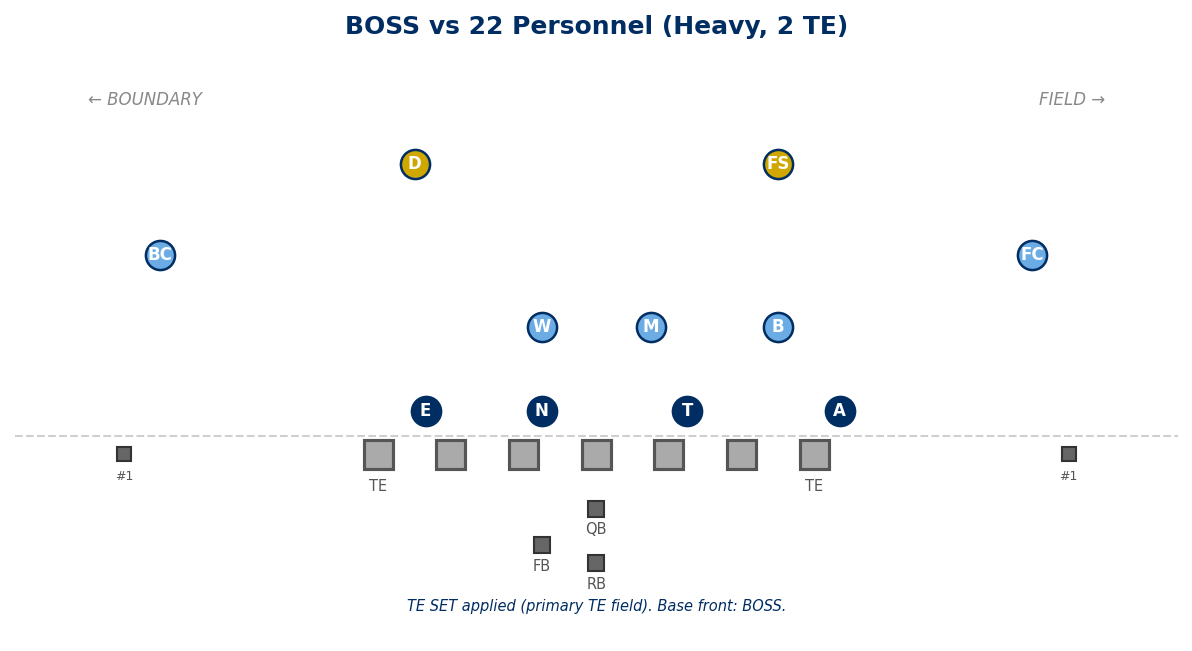 BOSS vs 22 Personnel (Heavy, 2 TE)
← BOUNDARY
FIELD →
D
FS
BC
FC
W
M
B
E
N
T
A
#1
TE
TE
#1
QB
FB
RB
TE SET applied (primary TE field). Base front: BOSS.